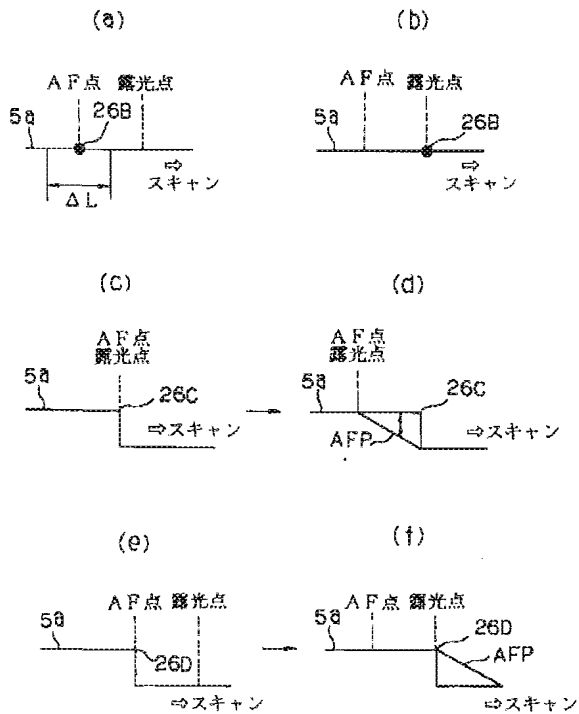 (a)
AF点 露光点
5a
26B
⇨
スキャン
ΔL
(b)
AF点 露光点
5a
26B
⇨
スキャン
(c)
AF点
露光点
5a
26C
⇨スキャン
(d)
AF点
露光点
5a
26C
⇨スキャン
AFP
(e)
AF点 露光点
5a
26D
⇨スキャン
(f)
AF点 露光点
5a
26D
AFP
⇨スキャン